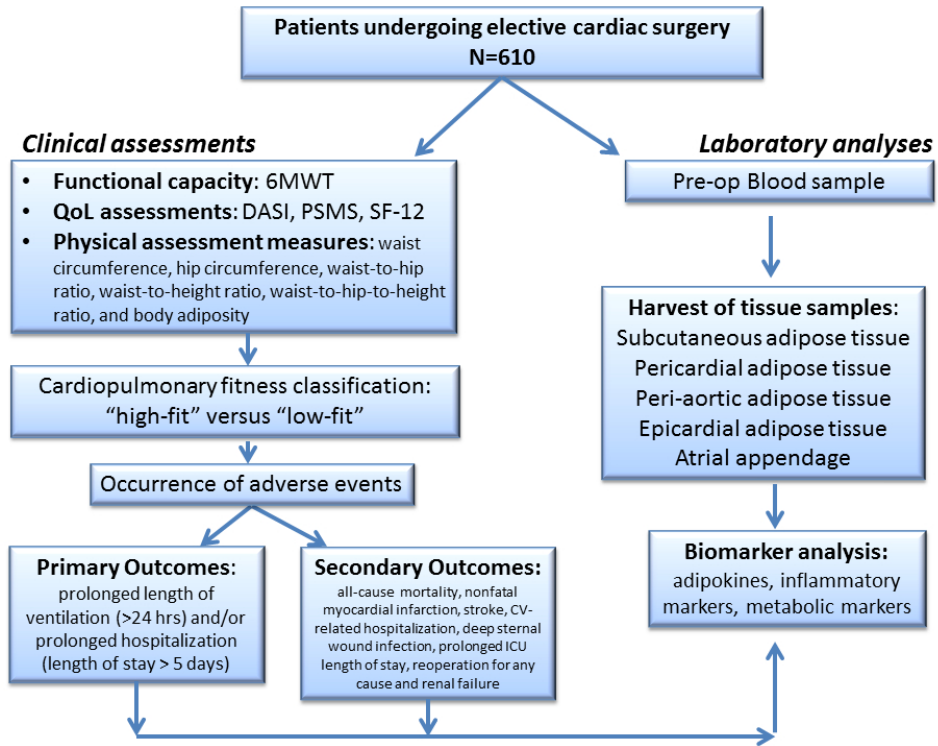 Patients undergoing elective cardiac surgery
N=610
Clinical assessments
• Functional capacity: 6MWT
• QoL assessments: DASI, PSMS, SF-12
• Physical assessment measures: waist
circumference, hip circumference, waist-to-hip
ratio, waist-to-height ratio, waist-to-hip-to-height
ratio, and body adiposity
Cardiopulmonary fitness classification:
“high-fit” versus “low-fit”
Occurrence of adverse events
Primary Outcomes:
prolonged length of
ventilation (>24 hrs) and/or
prolonged hospitalization
(length of stay > 5 days)
Secondary Outcomes:
all-cause mortality, nonfatal
myocardial infarction, stroke, CV-
related hospitalization, deep sternal
wound infection, prolonged ICU
length of stay, reoperation for any
cause and renal failure
Laboratory analyses
Pre-op Blood sample
Harvest of tissue samples:
Subcutaneous adipose tissue
Pericardial adipose tissue
Peri-aortic adipose tissue
Epicardial adipose tissue
Atrial appendage
Biomarker analysis:
adipokines, inflammatory
markers, metabolic markers